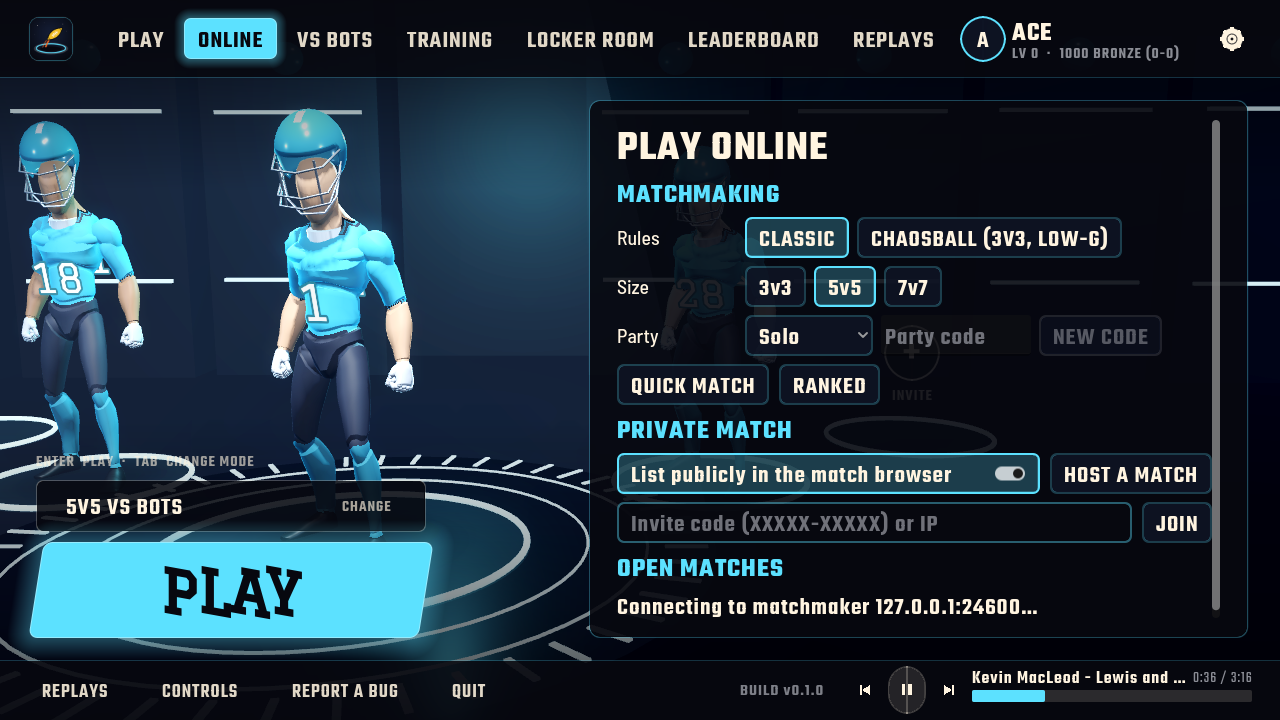 PLAY
ONLINE
VS BOTS
TRAINING
LOCKER ROOM
LEADERBOARD
REPLAYS
A
ACE
LV 0 · 1000 BRONZE (0-0)
18
1
28
PLAY ONLINE
MATCHMAKING
Rules
CLASSIC
CHAOSBALL (3V3, LOW-G)
Size
3v3
5v5
7v7
Party
Solo
Party code
NEW CODE
QUICK MATCH
RANKED
INVITE
PRIVATE MATCH
List publicly in the match browser
HOST A MATCH
Invite code (XXXXX-XXXXX) or IP
JOIN
OPEN MATCHES
Connecting to matchmaker 127.0.0.1:24600...
ENTER PLAY · TAB CHANGE MODE
5V5 VS BOTS
CHANGE
PLAY
REPLAYS
CONTROLS
REPORT A BUG
QUIT
BUILD v0.1.0
Kevin MacLeod - Lewis and ...
0:36 / 3:16